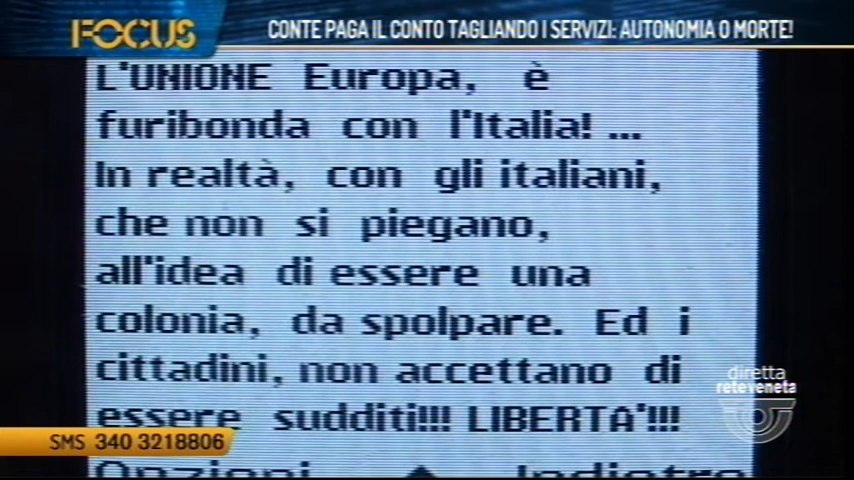 FOCUS
CONTE PAGA IL CONTO TAGLIANDO I SERVIZI: AUTONOMIA O MORTE!
L'UNIONE Europa, è
furibonda con l'Italia! ...
In realtà, con gli italiani,
che non si piegano,
all'idea di essere una
colonia, da spolpare. Ed i
cittadini, non accettano di
essere sudditi!!! LIBERTA'!!!
Opzioni Indietro
diretta
reteveneta
SMS 340 3218806